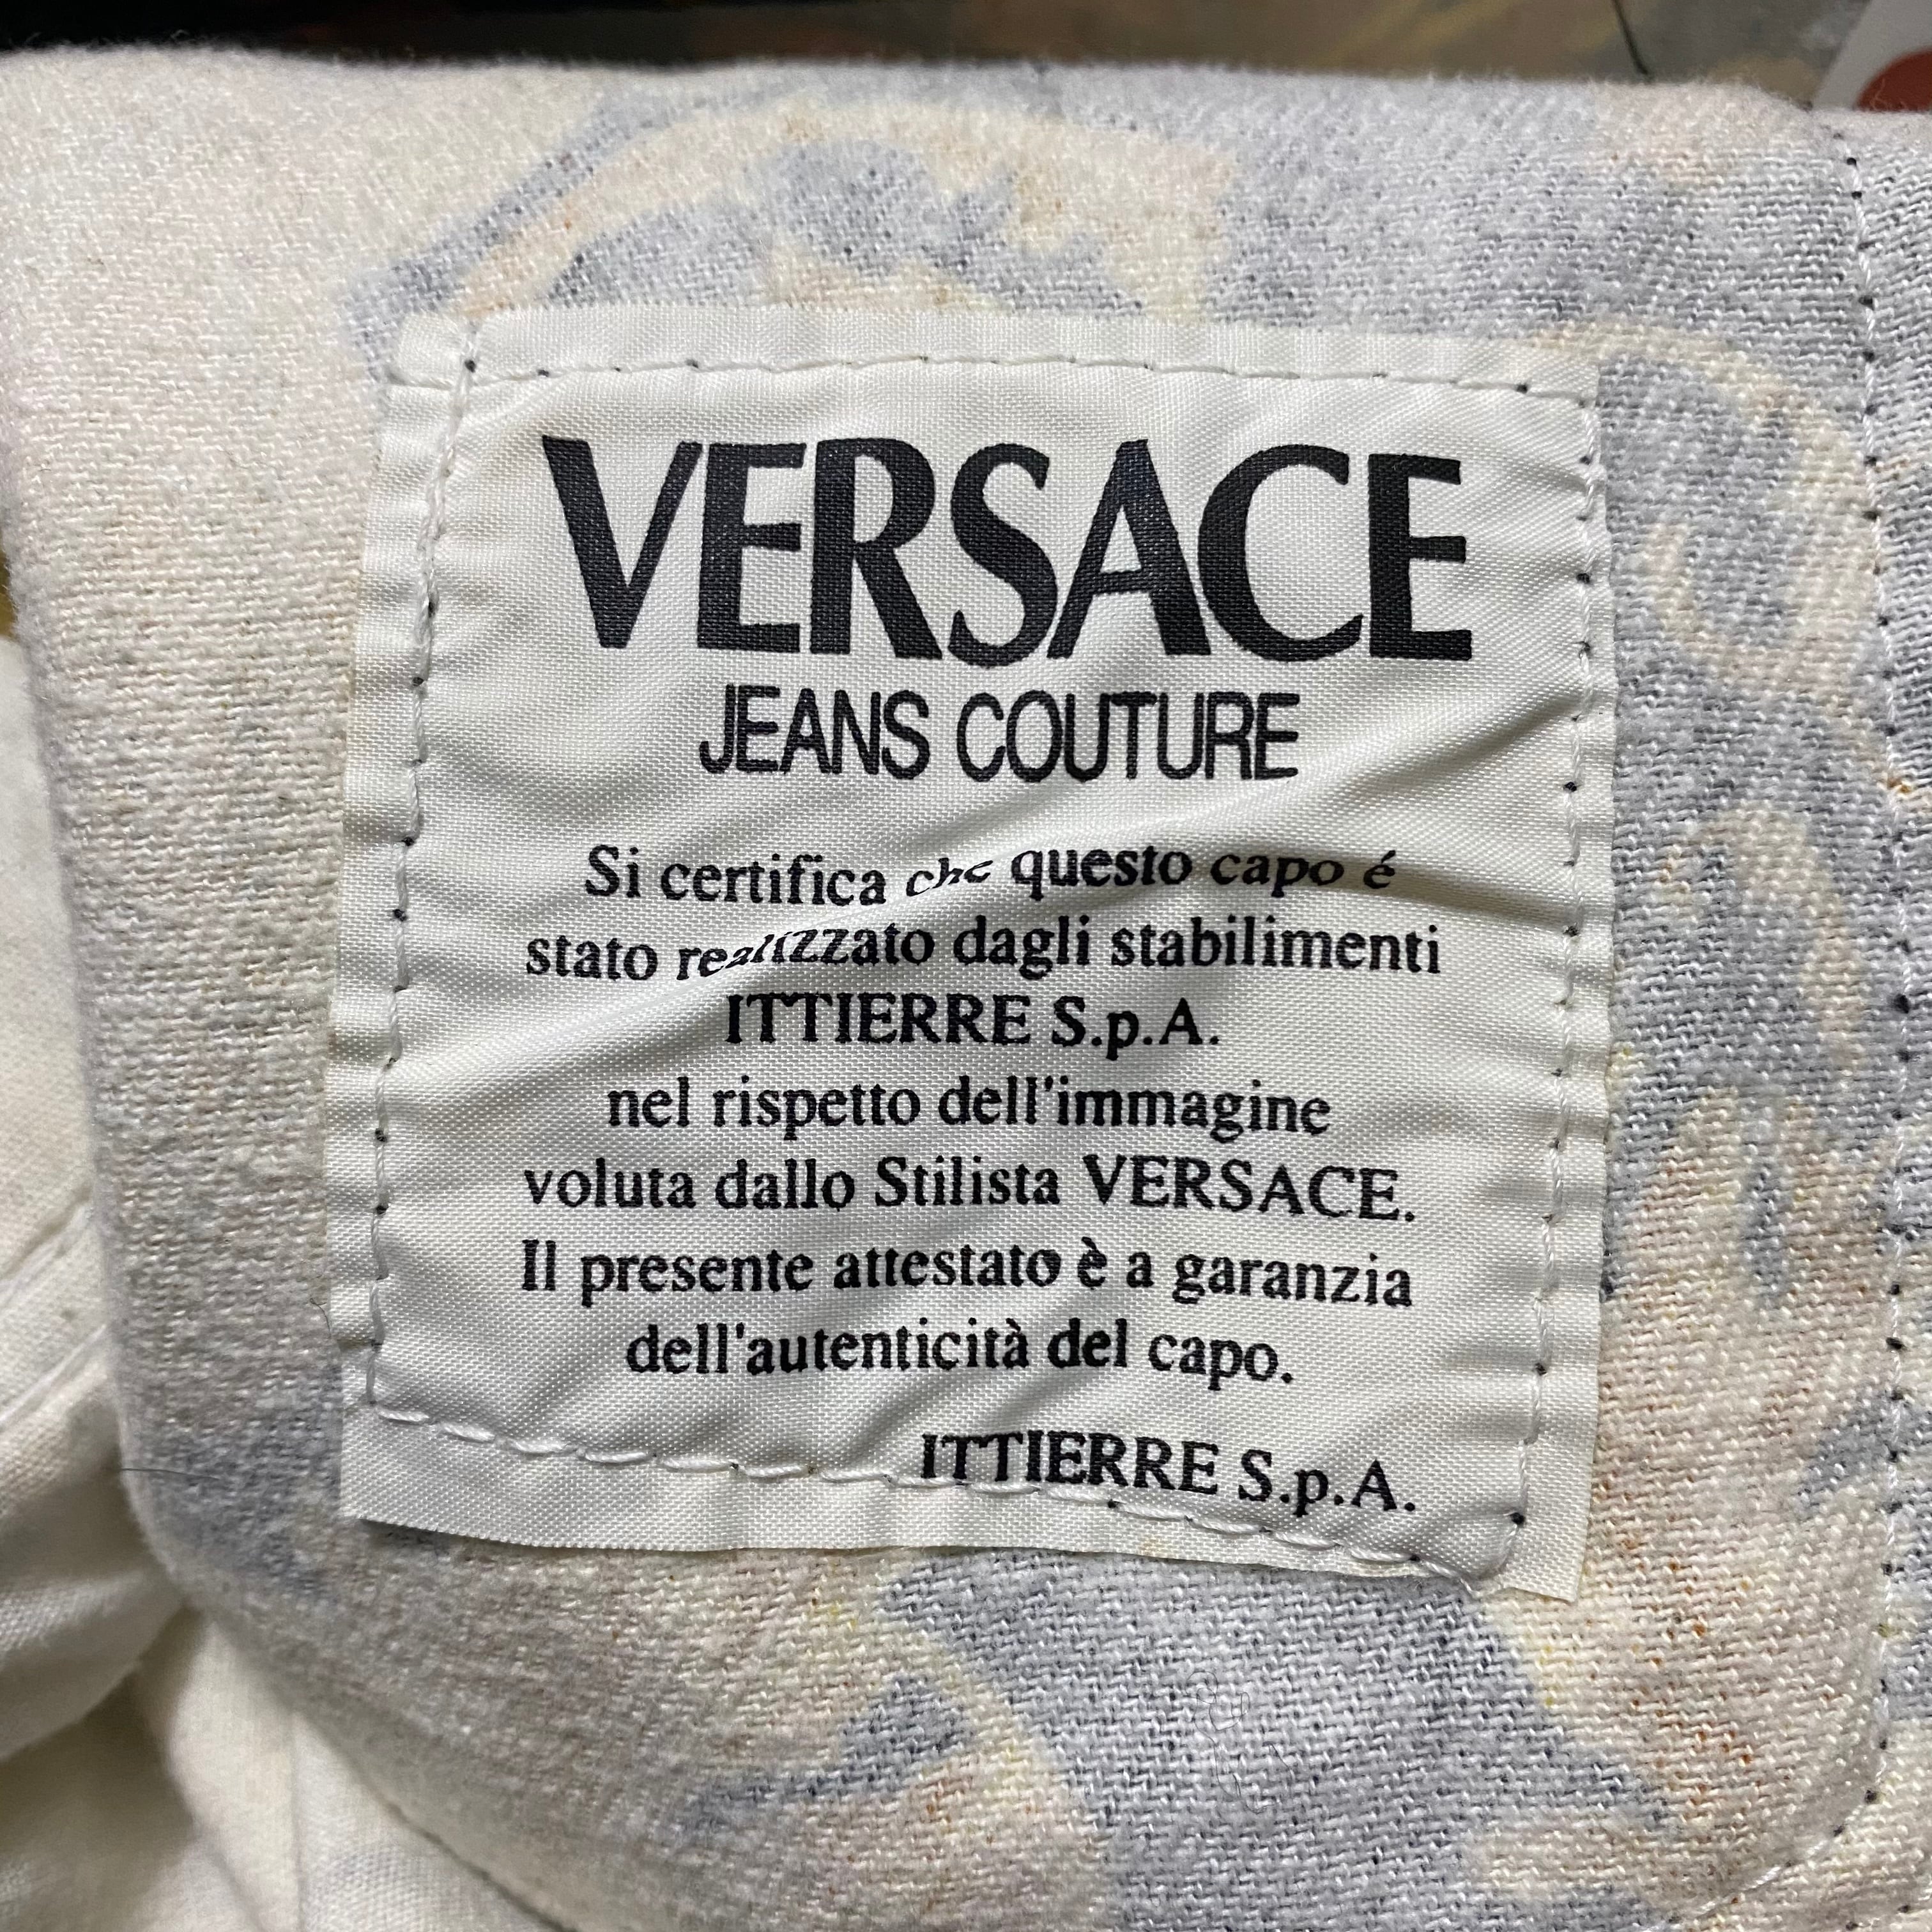 VERSACE
JEANS COUTURE
Si certifica che questo capo é
stato realizzato dagli stabilimenti
ITTIERRE S.p.A.
nel rispetto dell'immagine
voluta dallo Stilista VERSACE.
Il presente attestato è a garanzia
dell'autenticità del capo.
ITTIERRE S.p.A.